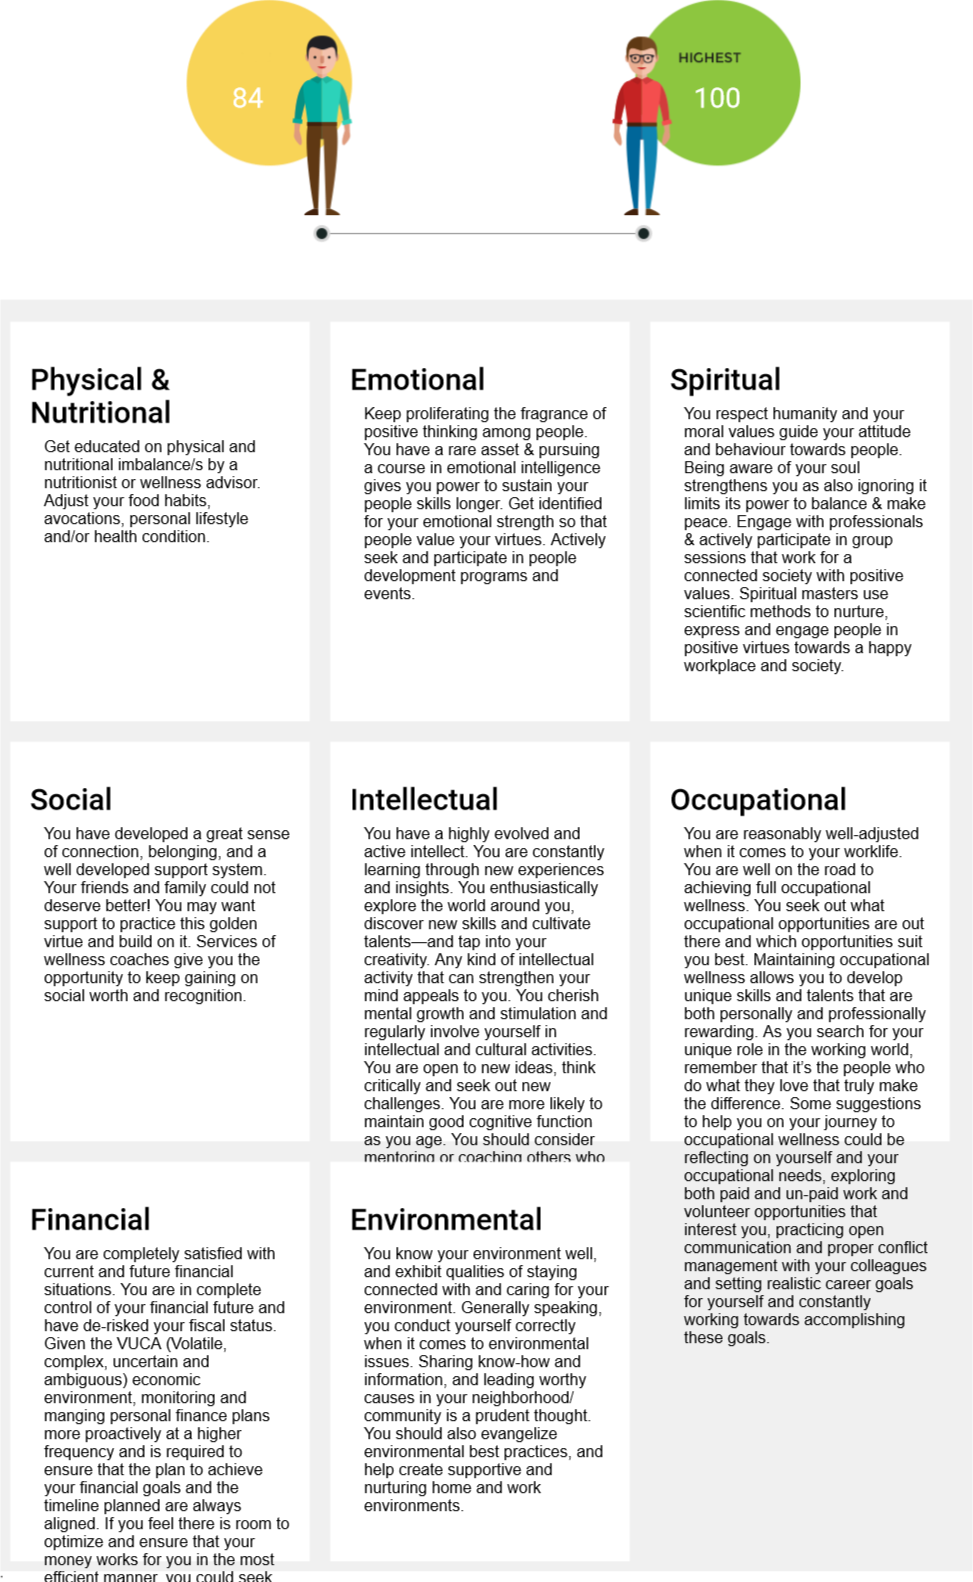 84
HIGHEST
100
Physical &
Nutritional
Get educated on physical and
nutritional imbalance/s by a
nutritionist or wellness advisor.
Adjust your food habits,
avocations, personal lifestyle
and/or health condition.
Emotional
Keep proliferating the fragrance of
positive thinking among people.
You have a rare asset & pursuing
a course in emotional intelligence
gives you power to sustain your
people skills longer. Get identified
for your emotional strength so that
people value your virtues. Actively
seek and participate in people
development programs and
events.
Spiritual
You respect humanity and your
moral values guide your attitude
and behaviour towards people.
Being aware of your soul
strengthens you as also ignoring it
limits its power to balance & make
peace. Engage with professionals
& actively participate in group
sessions that work for a
connected society with positive
values. Spiritual masters use
scientific methods to nurture,
express and engage people in
positive virtues towards a happy
workplace and society.
Social
You have developed a great sense
of connection, belonging, and a
well developed support system.
Your friends and family could not
deserve better! You may want
support to practice this golden
virtue and build on it. Services of
wellness coaches give you the
opportunity to keep gaining on
social worth and recognition.
Intellectual
You have a highly evolved and
active intellect. You are constantly
learning through new experiences
and insights. You enthusiastically
explore the world around you,
discover new skills and cultivate
talents—and tap into your
creativity. Any kind of intellectual
activity that can strengthen your
mind appeals to you. You cherish
mental growth and stimulation and
regularly involve yourself in
intellectual and cultural activities.
You are open to new ideas, think
critically and seek out new
challenges. You are more likely to
maintain good cognitive function
as you age. You should consider
mentoring or coaching others who
Occupational
You are reasonably well-adjusted
when it comes to your worklife.
You are well on the road to
achieving full occupational
wellness. You seek out what
occupational opportunities are out
there and which opportunities suit
you best. Maintaining occupational
wellness allows you to develop
unique skills and talents that are
both personally and professionally
rewarding. As you search for your
unique role in the working world,
remember that it's the people who
do what they love that truly make
the difference. Some suggestions
to help you on your journey to
occupational wellness could be
reflecting on yourself and your
occupational needs, exploring
both paid and un-paid work and
volunteer opportunities that
interest you, practicing open
communication and proper conflict
management with your colleagues
and setting realistic career goals
for yourself and constantly
working towards accomplishing
these goals.
Financial
You are completely satisfied with
current and future financial
situations. You are in complete
control of your financial future and
have de-risked your fiscal status.
Given the VUCA (Volatile,
complex, uncertain and
ambiguous) economic
environment, monitoring and
manging personal finance plans
more proactively at a higher
frequency and is required to
ensure that the plan to achieve
your financial goals and the
timeline planned are always
aligned. If you feel there is room to
optimize and ensure that your
money works for you in the most
efficient manner, you could seek
Environmental
You know your environment well,
and exhibit qualities of staying
connected with and caring for your
environment. Generally speaking,
you conduct yourself correctly
when it comes to environmental
issues. Sharing know-how and
information, and leading worthy
causes in your neighborhood/
community is a prudent thought.
You should also evangelize
environmental best practices, and
help create supportive and
nurturing home and work
environments.